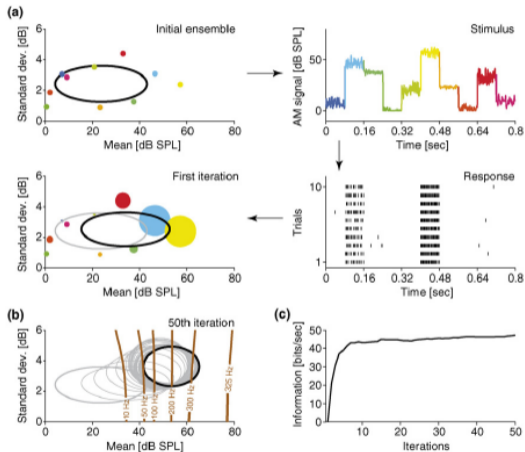 (a)
Initial ensemble
Standard dev. [dB]
6
4
2
0
0 20 40 60 80
Mean [dB SPL]
Stimulus
AM signal [dB SPL]
50
0
0 0.16 0.32 0.48 0.64 0.8
Time [sec]
First iteration
Standard dev. [dB]
6
4
2
0
0 20 40 60 80
Mean [dB SPL]
Response
Trials
10
1
0 0.16 0.32 0.48 0.64 0.8
Time [sec]
(b)
50th iteration
Standard dev. [dB]
6
4
2
0
10 Hz
50 Hz
100 Hz
200 Hz
300 Hz
325 Hz
0 20 40 60 80
Mean [dB SPL]
(c)
Information [bits/sec]
50
40
30
20
10
0
10 20 30 40 50
Iterations